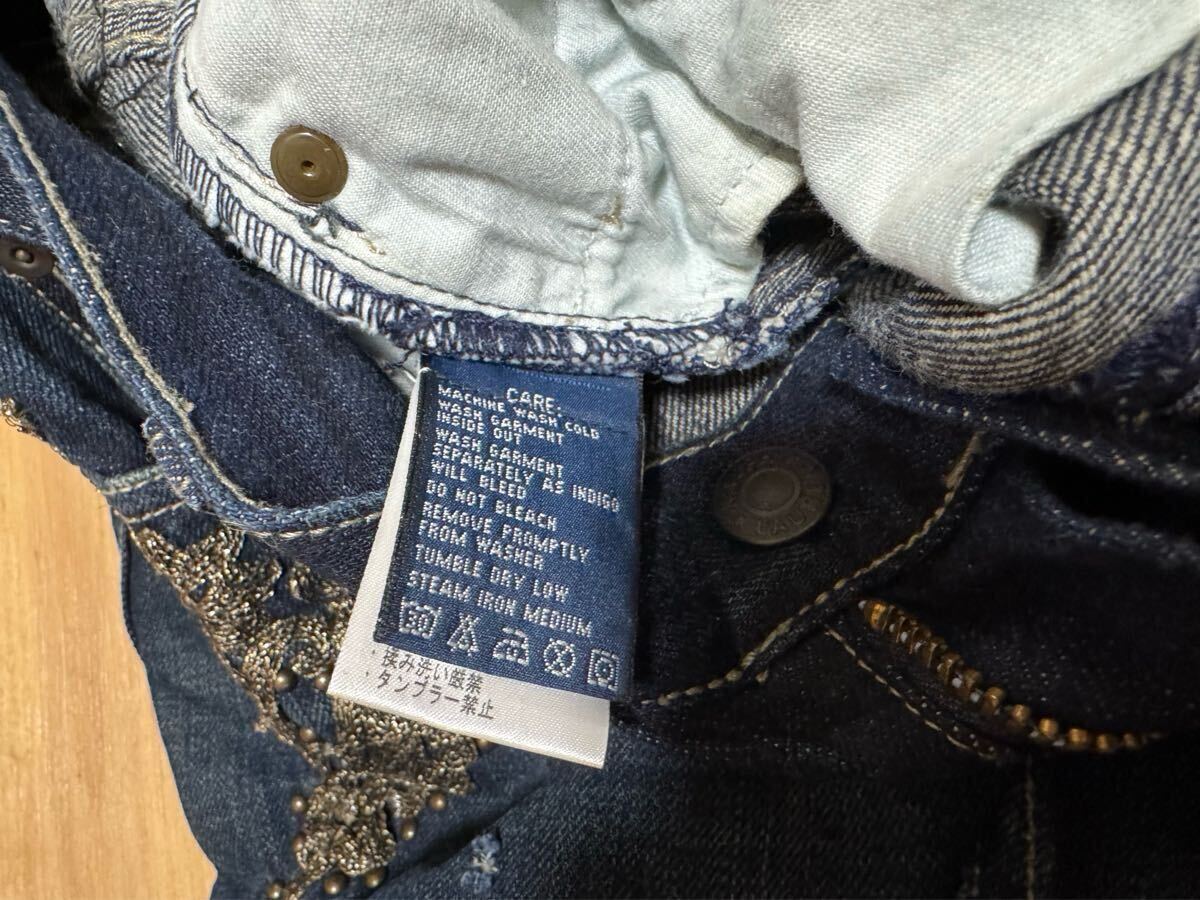 CARE:
MACHINE WASH COLD
WASH GARMENT
INSIDE OUT
WASH GARMENT
SEPARATELY AS INDIGO
WILL BLEED
DO NOT BLEACH
REMOVE PROMPTLY
FROM WASHER
TUMBLE DRY LOW
STEAM IRON MEDIUM
・揉み洗い厳禁
・タンブラー禁止